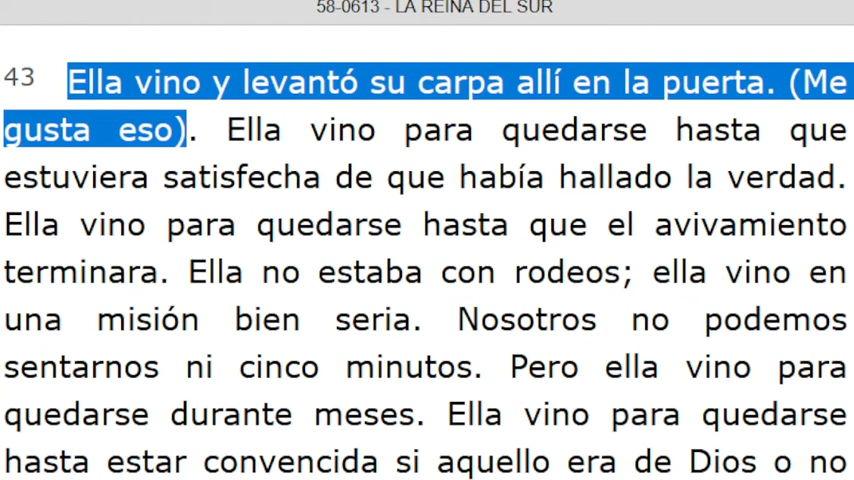 58-0613 - LA REINA DEL SUR
43 Ella vino y levantó su carpa allí en la puerta. (Me
gusta eso). Ella vino para quedarse hasta que
estuviera satisfecha de que había hallado la verdad.
Ella vino para quedarse hasta que el avivamiento
terminara. Ella no estaba con rodeos; ella vino en
una misión bien seria. Nosotros no podemos
sentarnos ni cinco minutos. Pero ella vino para
quedarse durante meses. Ella vino para quedarse
hasta estar convencida si aquello era de Dios o no